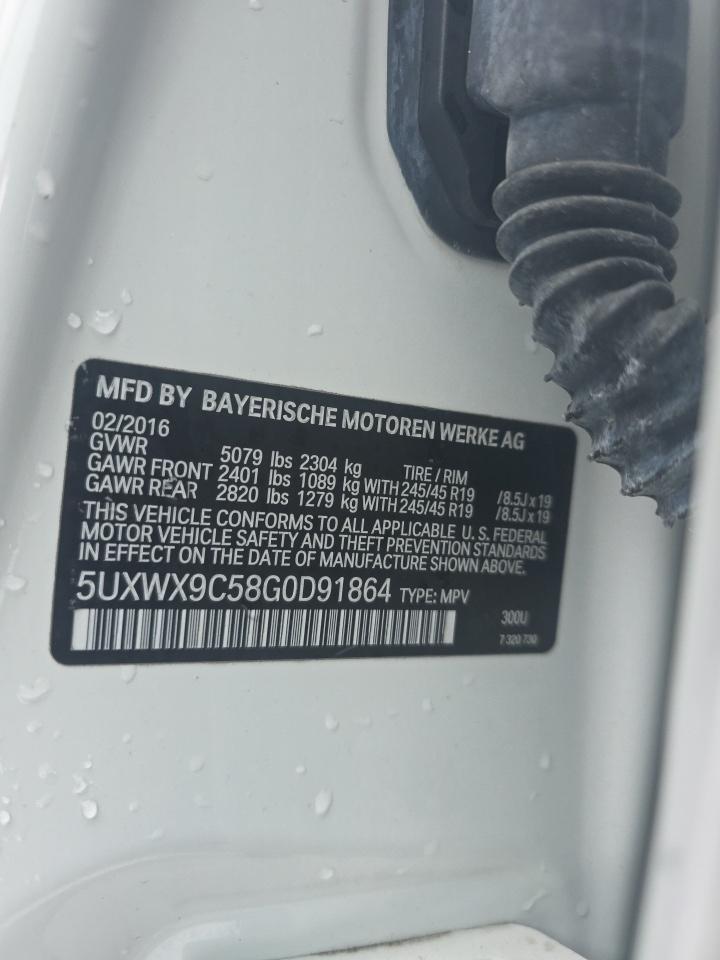 MFD BY BAYERISCHE MOTOREN WERKE AG
02/2016
GVWR 5079 lbs 2304 kg TIRE / RIM
GAWR FRONT 2401 lbs 1089 kg WITH 245/45 R19 /8.5J x 19
GAWR REAR 2820 lbs 1279 kg WITH 245/45 R19 /8.5J x 19
THIS VEHICLE CONFORMS TO ALL APPLICABLE U.S. FEDERAL
MOTOR VEHICLE SAFETY AND THEFT PREVENTION STANDARDS
IN EFFECT ON THE DATE OF MANUFACTURE SHOWN ABOVE.
5UXWX9C58G0D91864 TYPE: MPV
300U
7 320 730